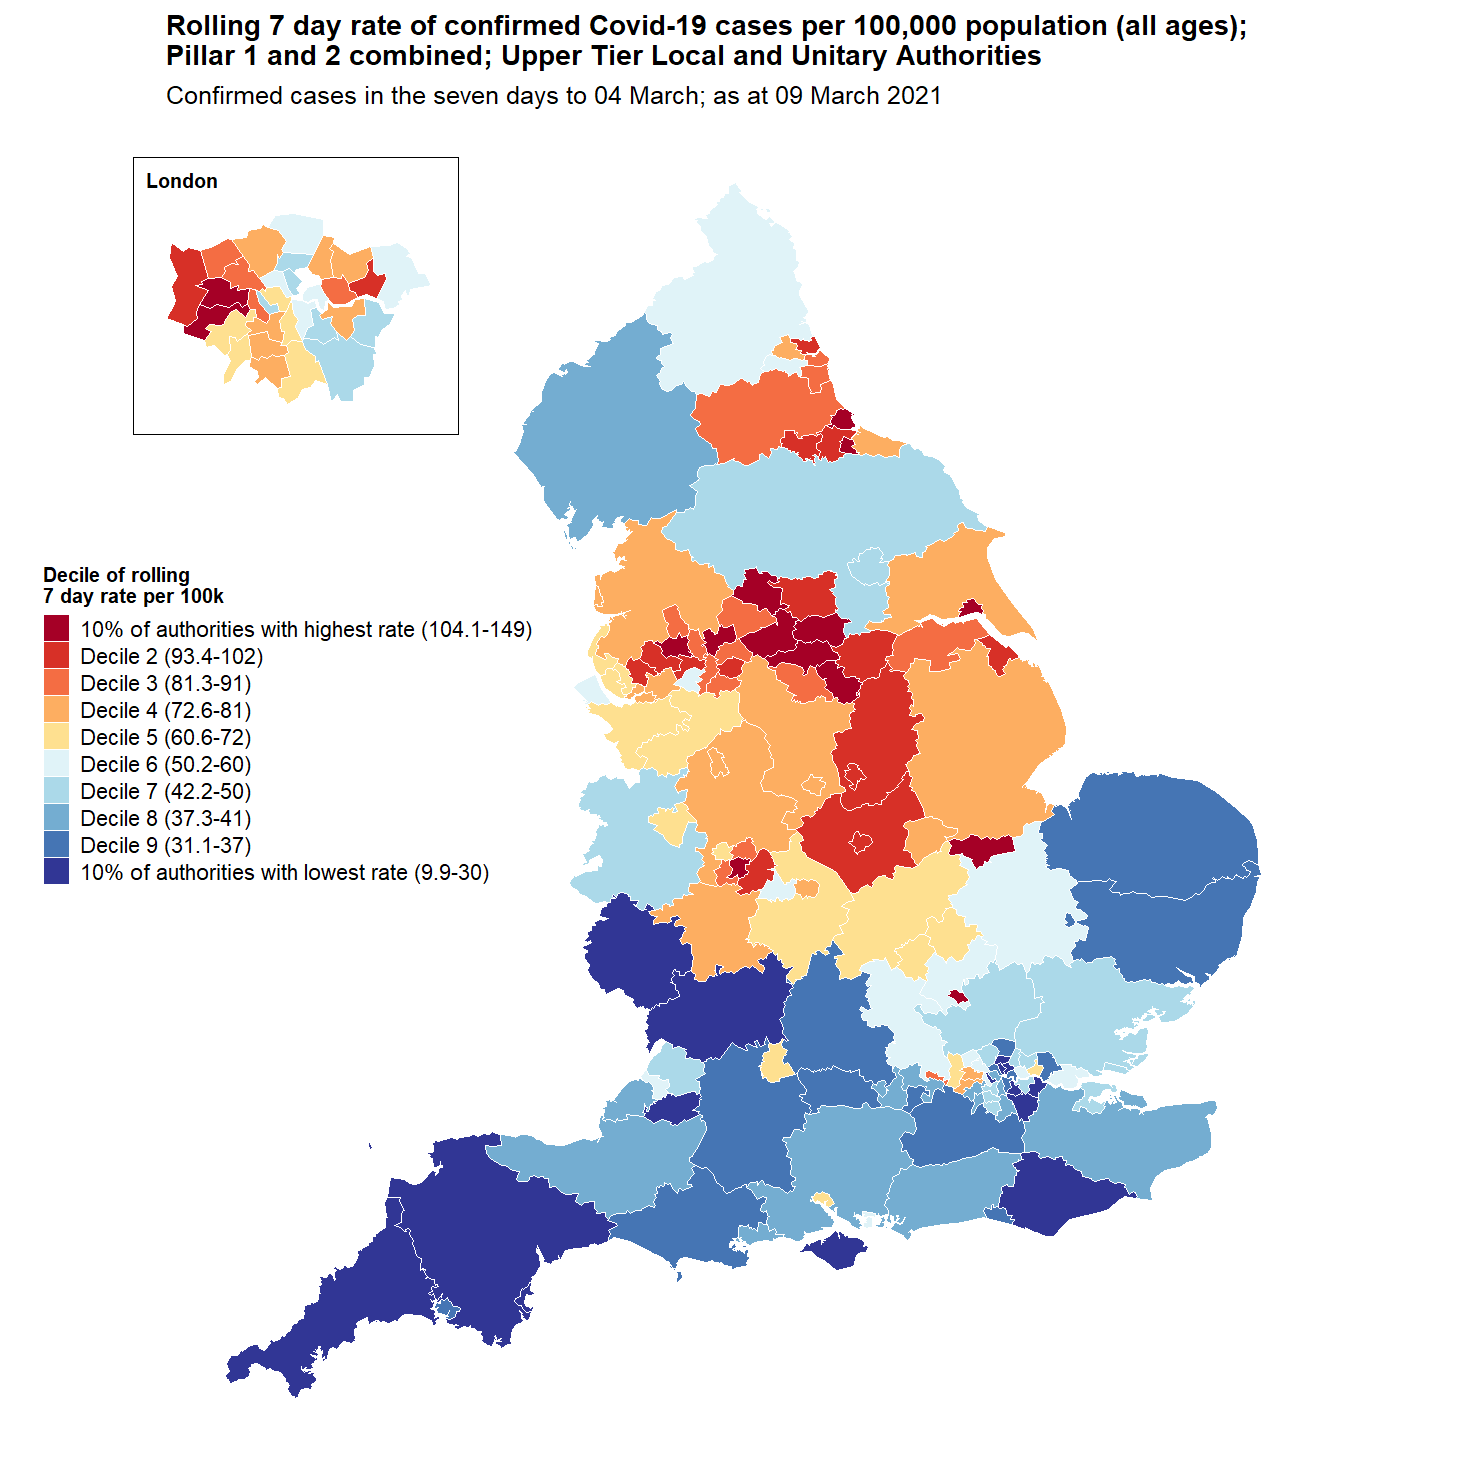 Rolling 7 day rate of confirmed Covid-19 cases per 100,000 population (all ages);
Pillar 1 and 2 combined; Upper Tier Local and Unitary Authorities
Confirmed cases in the seven days to 04 March; as at 09 March 2021
London
Decile of rolling
7 day rate per 100k
10% of authorities with highest rate (104.1-149)
Decile 2 (93.4-102)
Decile 3 (81.3-91)
Decile 4 (72.6-81)
Decile 5 (60.6-72)
Decile 6 (50.2-60)
Decile 7 (42.2-50)
Decile 8 (37.3-41)
Decile 9 (31.1-37)
10% of authorities with lowest rate (9.9-30)